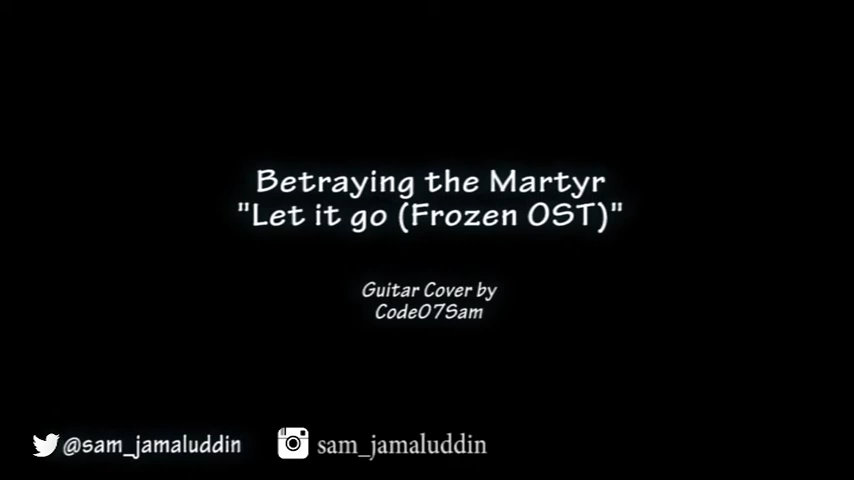 Betraying the Martyr
"Let it go (Frozen OST)"
Guitar Cover by
Code07Sam
@sam_jamaluddin
sam_jamaluddin